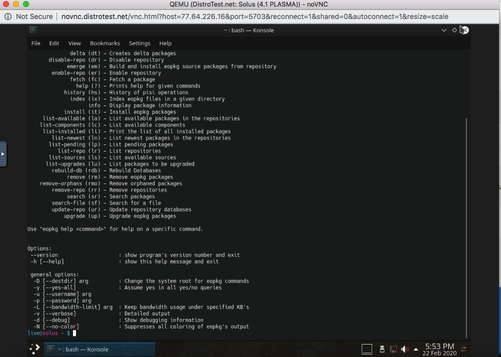 QEMU (DistroTest.net: Solus (4.1 PLASMA)) - noVNC
Not Secure | novnc.distrotest.net/vnc.html?host=77.64.226.16&port=5703&reconnect=1&shared=0&autoconnect=1&resize=scale
~ : bash — Konsole
File Edit View Bookmarks Settings Help
delta (dt) - Creates delta packages
disable-repo (dr) - Disable repository
emerge (em) - Build and install eopkg source packages from repository
enable-repo (er) - Enable repository
fetch (fc) - Fetch a package
help (?) - Prints help for given commands
history (hs) - History of pisi operations
index (ix) - Index eopkg files in a given directory
info - Display package information
install (it) - Install eopkg packages
list-available (la) - List available packages in the repositories
list-components (lc) - List available components
list-installed (li) - Print the list of all installed packages
list-newest (ln) - List newest packages in the repositories
list-pending (lp) - List pending packages
list-repo (lr) - List repositories
list-sources (ls) - List available sources
list-upgrades (lu) - List packages to be upgraded
rebuild-db (rdb) - Rebuild Databases
remove (rm) - Remove eopkg packages
remove-orphans (rmo) - Remove orphaned packages
remove-repo (rr) - Remove repositories
search (sr) - Search packages
search-file (sf) - Search for a file
update-repo (ur) - Update repository databases
upgrade (up) - Upgrade eopkg packages
Use "eopkg help <command>" for help on a specific command.
Options:
--version : show program's version number and exit
-h [--help] : show this help message and exit
general options:
-D [--destdir] arg : Change the system root for eopkg commands
-y [--yes-all] : Assume yes in all yes/no queries
-u [--username] arg
-p [--password] arg
-L [--bandwidth-limit] arg : Keep bandwidth usage under specified KB's
-v [--verbose] : Detailed output
-d [--debug] : Show debugging information
-N [--no-color] : Suppresses all coloring of eopkg's output
live@solus ~ $
~ : bash — Konsole
5:53 PM
22 Feb 2020